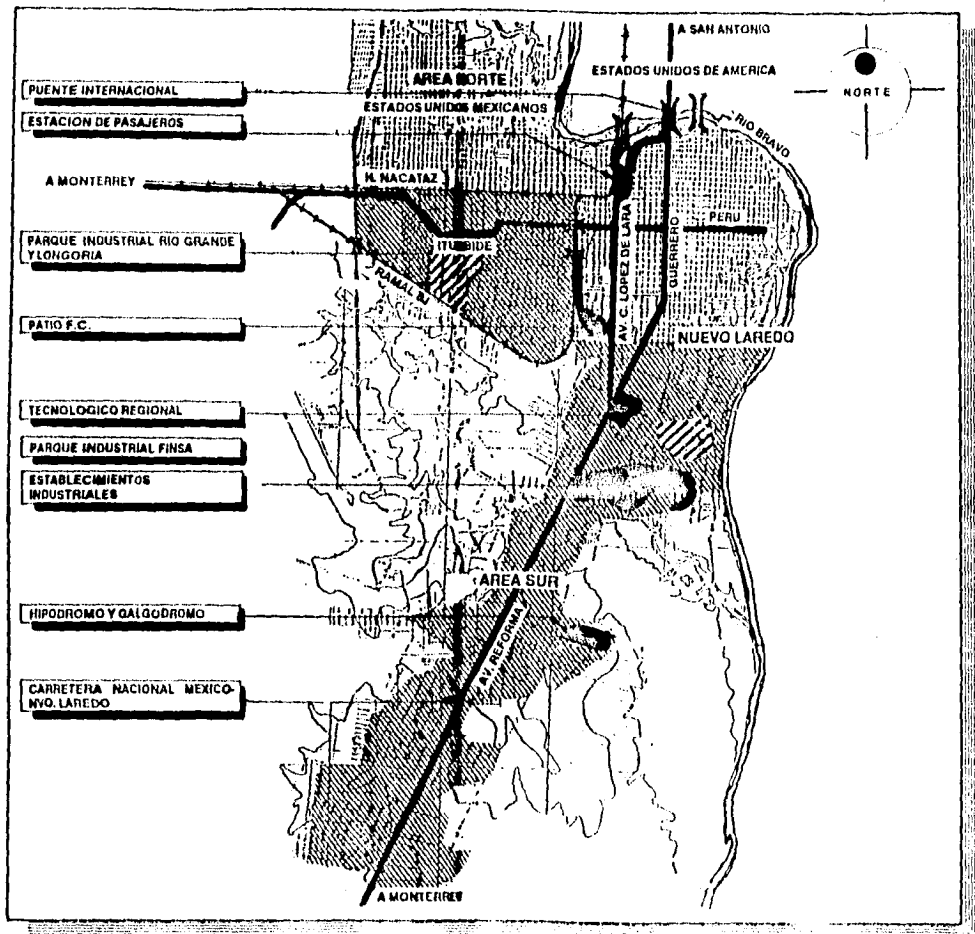 A SAN ANTONIO
ESTADOS UNIDOS DE AMERICA
AREA NORTE
ESTADOS UNIDOS MEXICANOS
NORTE
RIO BRAVO
PUENTE INTERNACIONAL
ESTACION DE PASAJEROS
A MONTERREY
H. NACATAZ
PERU
PARQUE INDUSTRIAL RIO GRANDE
Y LONGORIA
ITURBIDE
RAMAL
AV. C. LOPEZ DE LARA
GUERRERO
PATIO F.C.
NUEVO LAREDO
TECNOLOGICO REGIONAL
PARQUE INDUSTRIAL FINSA
ESTABLECIMIENTOS
INDUSTRIALES
AREA SUR
HIPODROMO Y GALGODROMO
AV. REFORMA
CARRETERA NACIONAL MEXICO-
NVO. LAREDO
A MONTERREY